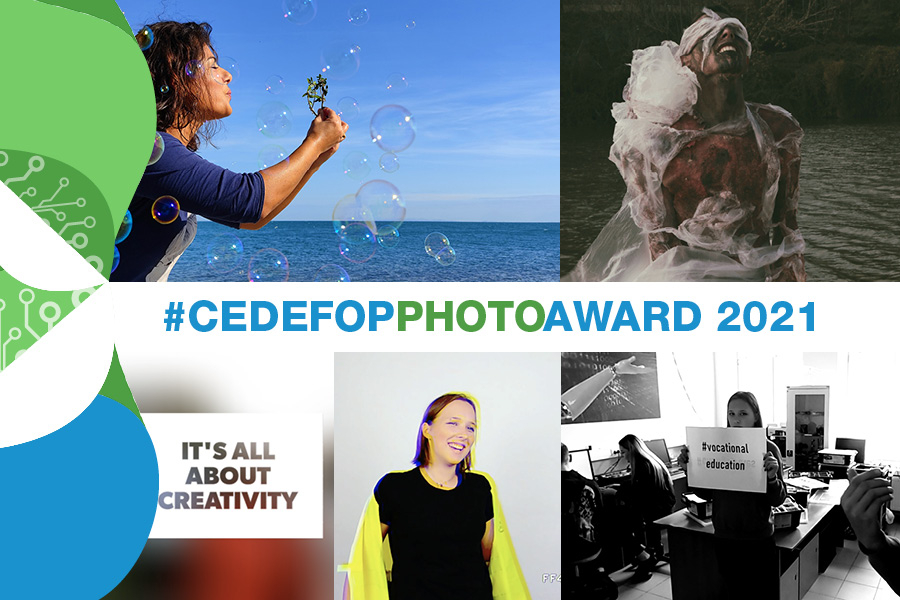 #CEDEFOPPHOTOAWARD 2021
IT'S ALL
ABOUT
CREATIVITY
#vocational
education